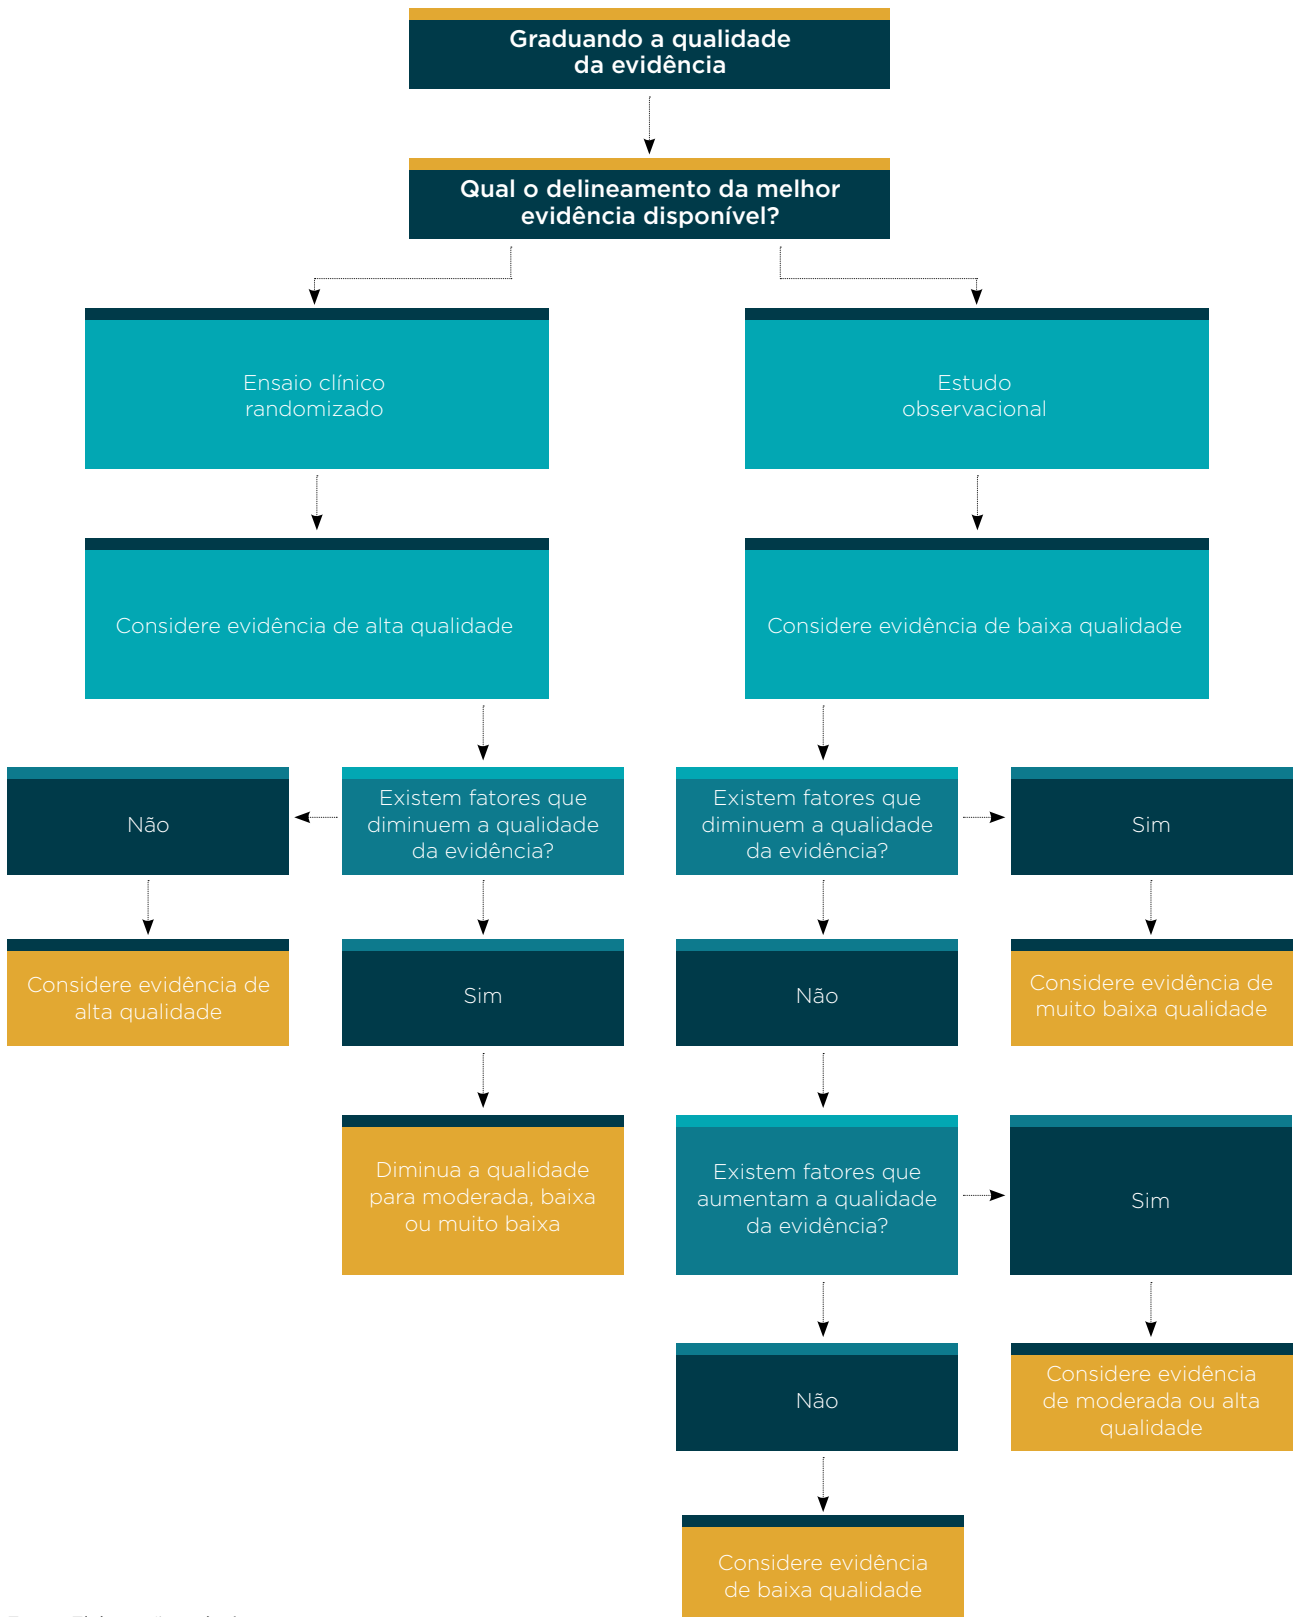 Graduando a qualidade
da evidência
Qual o delineamento da melhor
evidência disponível?
Ensaio clínico
randomizado
Estudo
observacional
Considere evidência de alta qualidade
Considere evidência de baixa qualidade
Não
Existem fatores que
diminuem a qualidade
da evidência?
Existem fatores que
diminuem a qualidade
da evidência?
Sim
Considere evidência de
alta qualidade
Sim
Não
Considere evidência de
muito baixa qualidade
Diminua a qualidade
para moderada, baixa
ou muito baixa
Existem fatores que
aumentam a qualidade
da evidência?
Sim
Não
Considere evidência
de moderada ou alta
qualidade
Considere evidência
de baixa qualidade